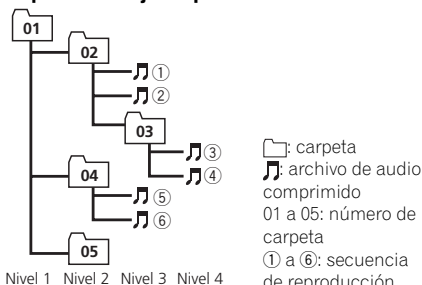 01
02
①
②
03
③
④
04
⑤
⑥
05
Nivel 1 Nivel 2 Nivel 3 Nivel 4
: carpeta
: archivo de audio
comprimido
01 a 05: número de
carpeta
① a ⑥: secuencia
de reproducción